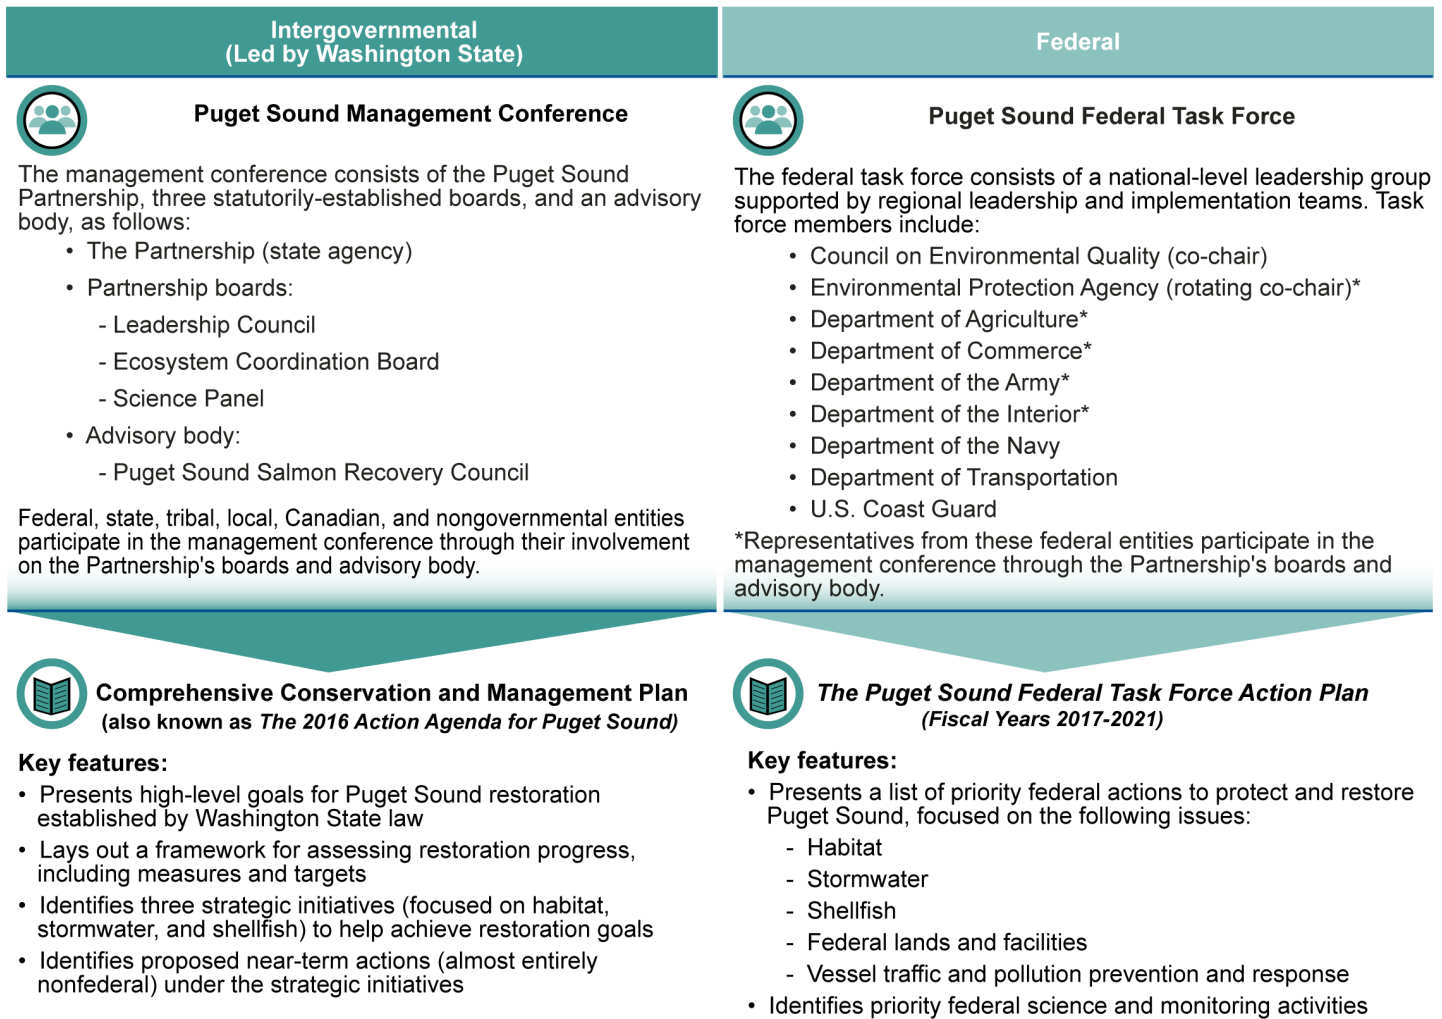 Intergovernmental
(Led by Washington State)
Puget Sound Management Conference
The management conference consists of the Puget Sound
Partnership, three statutorily-established boards, and an advisory
body, as follows:
• The Partnership (state agency)
• Partnership boards:
- Leadership Council
- Ecosystem Coordination Board
- Science Panel
• Advisory body:
- Puget Sound Salmon Recovery Council
Federal, state, tribal, local, Canadian, and nongovernmental entities
participate in the management conference through their involvement
on the Partnership's boards and advisory body.
Comprehensive Conservation and Management Plan
(also known as The 2016 Action Agenda for Puget Sound)
Key features:
• Presents high-level goals for Puget Sound restoration
established by Washington State law
• Lays out a framework for assessing restoration progress,
including measures and targets
• Identifies three strategic initiatives (focused on habitat,
stormwater, and shellfish) to help achieve restoration goals
• Identifies proposed near-term actions (almost entirely
nonfederal) under the strategic initiatives
Federal
Puget Sound Federal Task Force
The federal task force consists of a national-level leadership group
supported by regional leadership and implementation teams. Task
force members include:
• Council on Environmental Quality (co-chair)
• Environmental Protection Agency (rotating co-chair)*
• Department of Agriculture*
• Department of Commerce*
• Department of the Army*
• Department of the Interior*
• Department of the Navy
• Department of Transportation
• U.S. Coast Guard
*Representatives from these federal entities participate in the
management conference through the Partnership's boards and
advisory body.
The Puget Sound Federal Task Force Action Plan
(Fiscal Years 2017-2021)
Key features:
• Presents a list of priority federal actions to protect and restore
Puget Sound, focused on the following issues:
- Habitat
- Stormwater
- Shellfish
- Federal lands and facilities
- Vessel traffic and pollution prevention and response
• Identifies priority federal science and monitoring activities